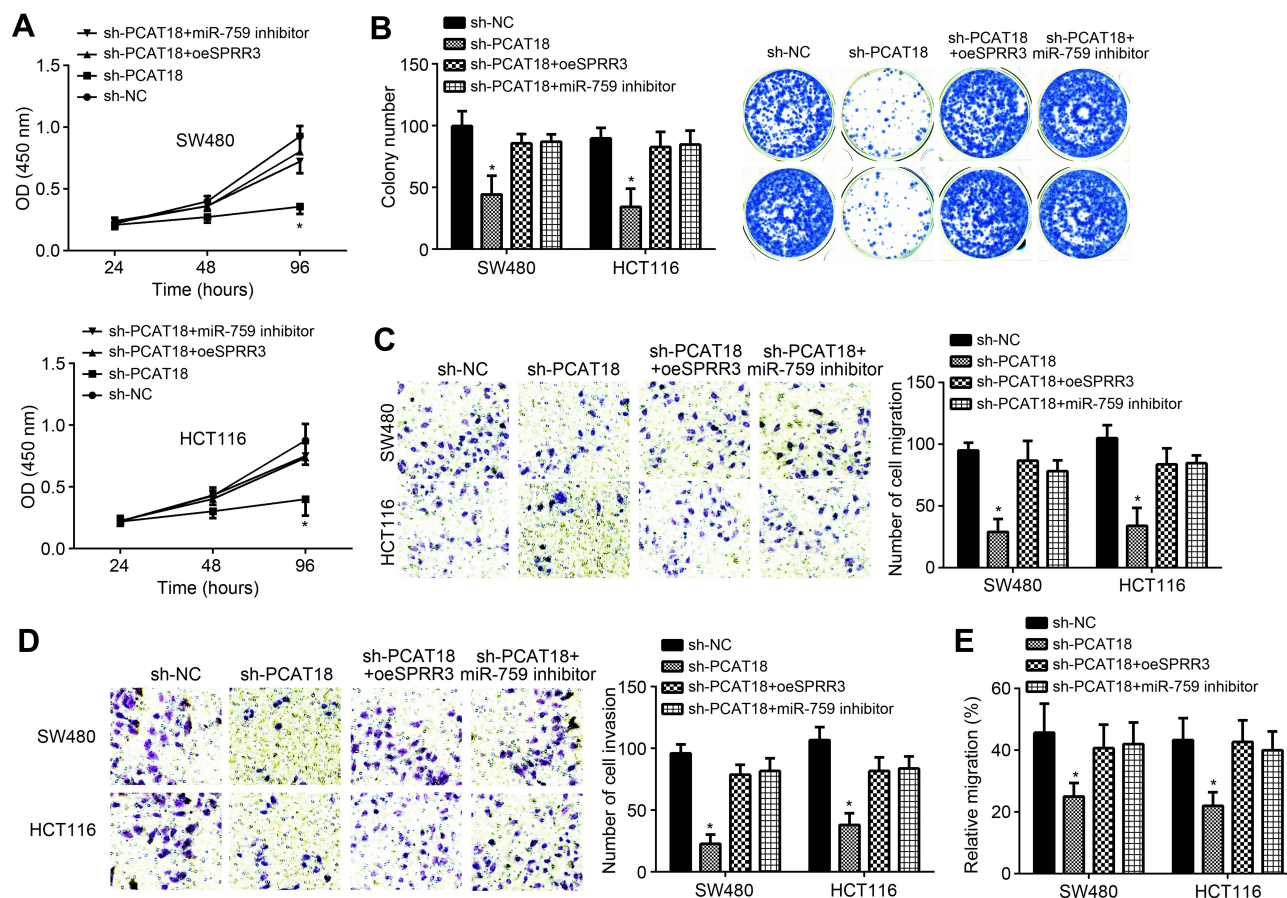 A
sh-PCAT18+miR-759 inhibitor
sh-PCAT18+oeSPRR3
sh-PCAT18
sh-NC
1.5
1.0
0.5
0.0
OD (450 nm)
SW480
*
24 48 96
Time (hours)
sh-PCAT18+miR-759 inhibitor
sh-PCAT18+oeSPRR3
sh-PCAT18
sh-NC
1.5
1.0
0.5
0.0
OD (450 nm)
HCT116
*
24 48 96
Time (hours)
B
sh-NC
sh-PCAT18
sh-PCAT18+oeSPRR3
sh-PCAT18+miR-759 inhibitor
150
100
50
0
Colony number
* *
SW480 HCT116
sh-NC
sh-PCAT18
sh-PCAT18
+oeSPRR3
sh-PCAT18+
miR-759 inhibitor
C
sh-NC
sh-PCAT18
sh-PCAT18
+oeSPRR3
sh-PCAT18+
miR-759 inhibitor
SW480
HCT116
sh-NC
sh-PCAT18
sh-PCAT18+oeSPRR3
sh-PCAT18+miR-759 inhibitor
150
100
50
0
Number of cell migration
* *
SW480 HCT116
D
sh-NC
sh-PCAT18
sh-PCAT18
+oeSPRR3
sh-PCAT18+
miR-759 inhibitor
SW480
HCT116
sh-NC
sh-PCAT18
sh-PCAT18+oeSPRR3
sh-PCAT18+miR-759 inhibitor
150
100
50
0
Number of cell invasion
* *
SW480 HCT116
E
sh-NC
sh-PCAT18
sh-PCAT18+oeSPRR3
sh-PCAT18+miR-759 inhibitor
60
40
20
0
Relative migration (%)
* *
SW480 HCT116